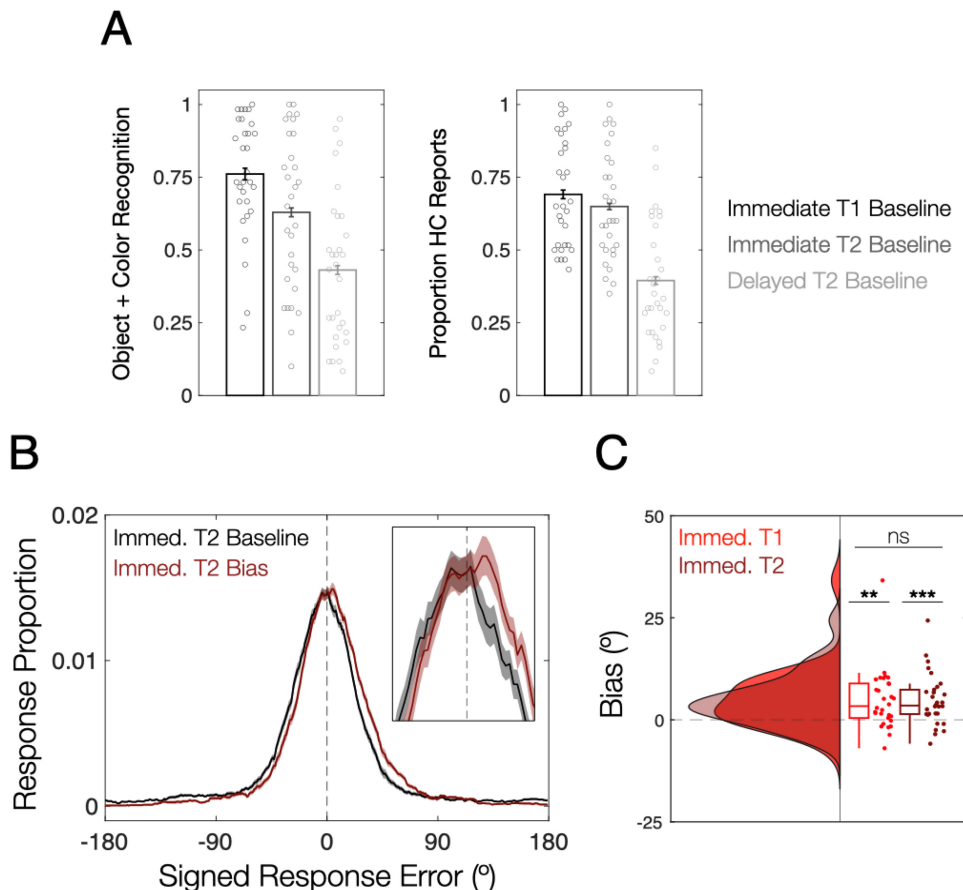 A
Object + Color Recognition
1
0.75
0.5
0.25
0
Proportion HC Reports
1
0.75
0.5
0.25
0
Immediate T1 Baseline
Immediate T2 Baseline
Delayed T2 Baseline
B
Response Proportion
0.02
0.01
0
Immed. T2 Baseline
Immed. T2 Bias
-180
-90
0
90
180
Signed Response Error (º)
C
Bias (º)
50
25
0
-25
Immed. T1
Immed. T2
ns
** ***